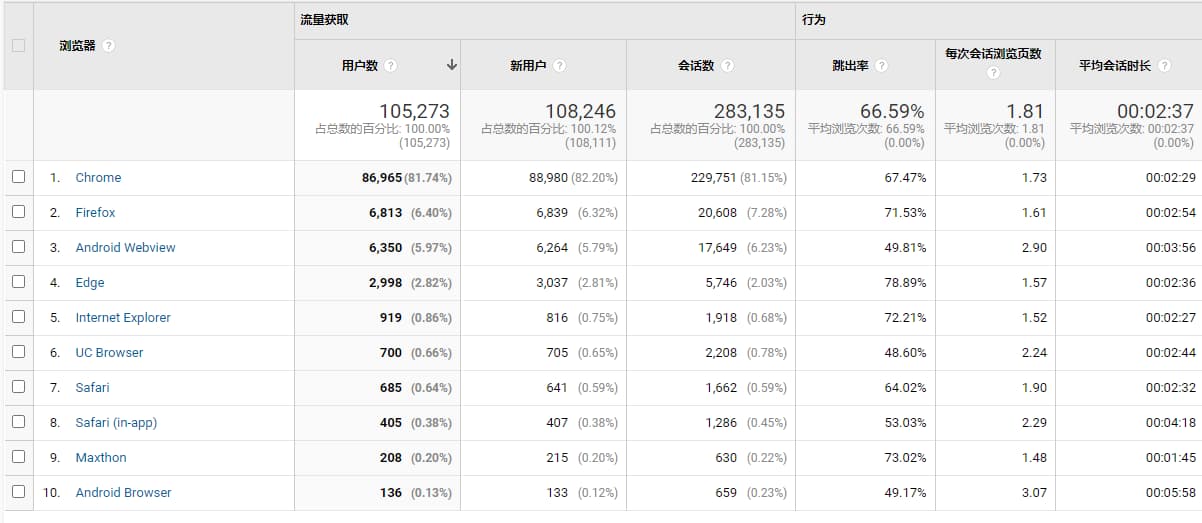 流量获取 行为
浏览器 用户数 新用户 会话数 跳出率 每次会话浏览页数 平均会话时长
105,273 108,246 283,135 66.59% 1.81 00:02:37
占总数的百分比: 100.00% 占总数的百分比: 100.12% 占总数的百分比: 100.00% 平均浏览次数: 66.59% 平均浏览次数: 1.81 平均浏览次数: 00:02:37
(105,273) (108,111) (283,135) (0.00%) (0.00%) (0.00%)
1. Chrome 86,965 (81.74%) 88,980 (82.20%) 229,751 (81.15%) 67.47% 1.73 00:02:29
2. Firefox 6,813 (6.40%) 6,839 (6.32%) 20,608 (7.28%) 71.53% 1.61 00:02:54
3. Android Webview 6,350 (5.97%) 6,264 (5.79%) 17,649 (6.23%) 49.81% 2.90 00:03:56
4. Edge 2,998 (2.82%) 3,037 (2.81%) 5,746 (2.03%) 78.89% 1.57 00:02:36
5. Internet Explorer 919 (0.86%) 816 (0.75%) 1,918 (0.68%) 72.21% 1.52 00:02:27
6. UC Browser 700 (0.66%) 705 (0.65%) 2,208 (0.78%) 48.60% 2.24 00:02:44
7. Safari 685 (0.64%) 641 (0.59%) 1,662 (0.59%) 64.02% 1.90 00:02:32
8. Safari (in-app) 405 (0.38%) 407 (0.38%) 1,286 (0.45%) 53.03% 2.29 00:04:18
9. Maxthon 208 (0.20%) 215 (0.20%) 630 (0.22%) 73.02% 1.48 00:01:45
10. Android Browser 136 (0.13%) 133 (0.12%) 659 (0.23%) 49.17% 3.07 00:05:58